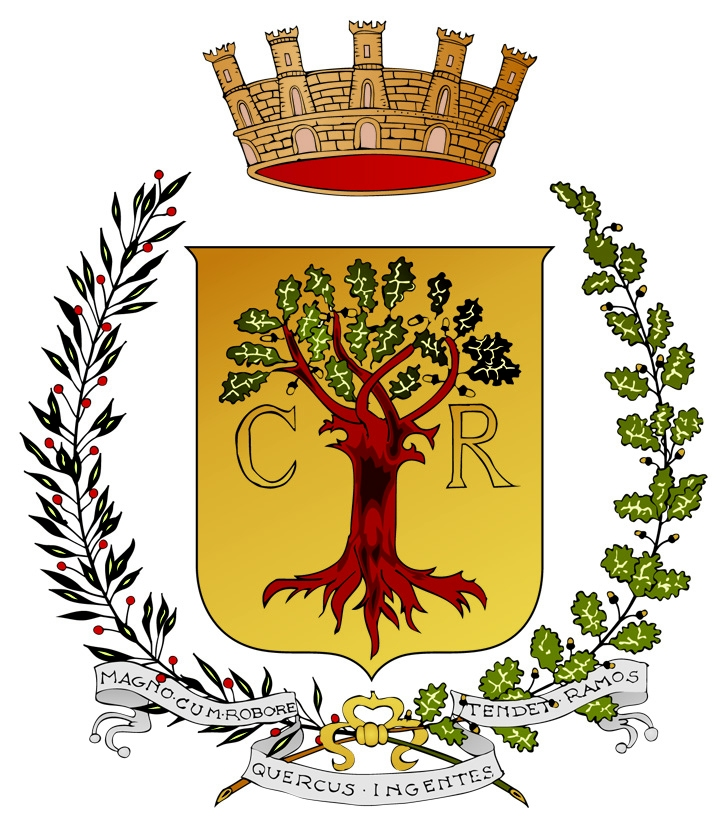 C R
MAGNO·CUM·ROBORE
QUERCUS·INGENTES
TENDET·RAMOS